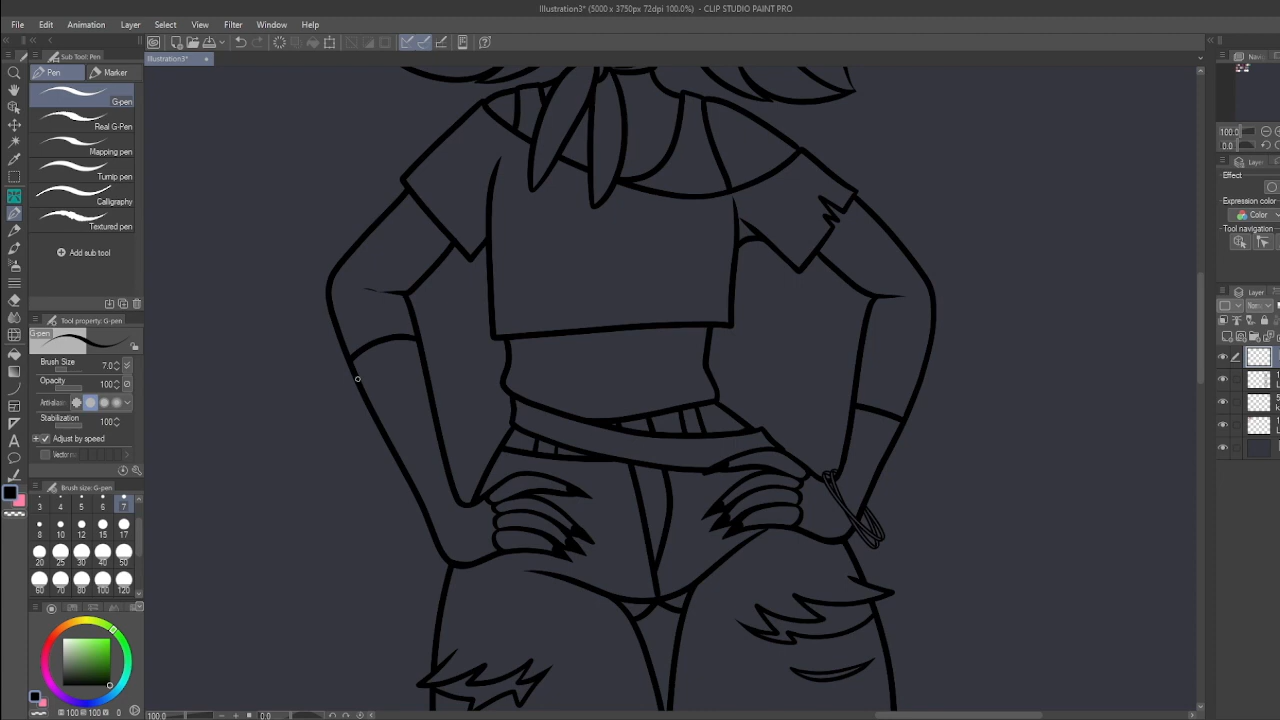 Illustration3* (5000 x 3750px 72dpi 100.0%) - CLIP STUDIO PAINT PRO
File Edit Animation Layer Select View Filter Window Help
Sub Tool: Pen
Illustration3*
Navi
Pen Marker
G-pen
Real G-Pen
Mapping pen
Turnip pen
Calligraphy
Textured pen
Add sub tool
100.0
0.0
Layer
Effect
Expression color
Color
Tool navigation
Layer
Tool property: G-pen
G-pen
Brush Size 7.0
Opacity 100
Anti-alias
Stabilization 100
Adjust by speed
Vector
Brush size: G-pen
3 4 5 6 7
8 10 12 15 17
20 25 30 40 50
60 70 80 100 120
100 100 0
100.0 0.0